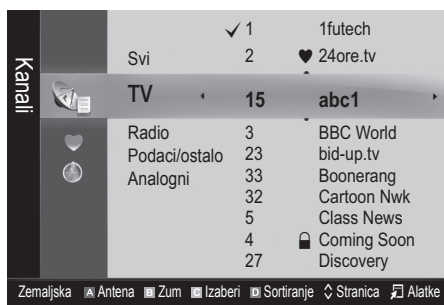 Kanali
✓ 1 1futech
Svi 2 ♥ 24ore.tv
TV 15 abc1
Radio 3 BBC World
Podaci/ostalo 23 bid-up.tv
Analogni 33 Boonerang
32 Cartoon Nwk
5 Class News
4 Coming Soon
27 Discovery
Zemaljska A Antena B Zum C Izaberi D Sortiranje Stranica Alatke